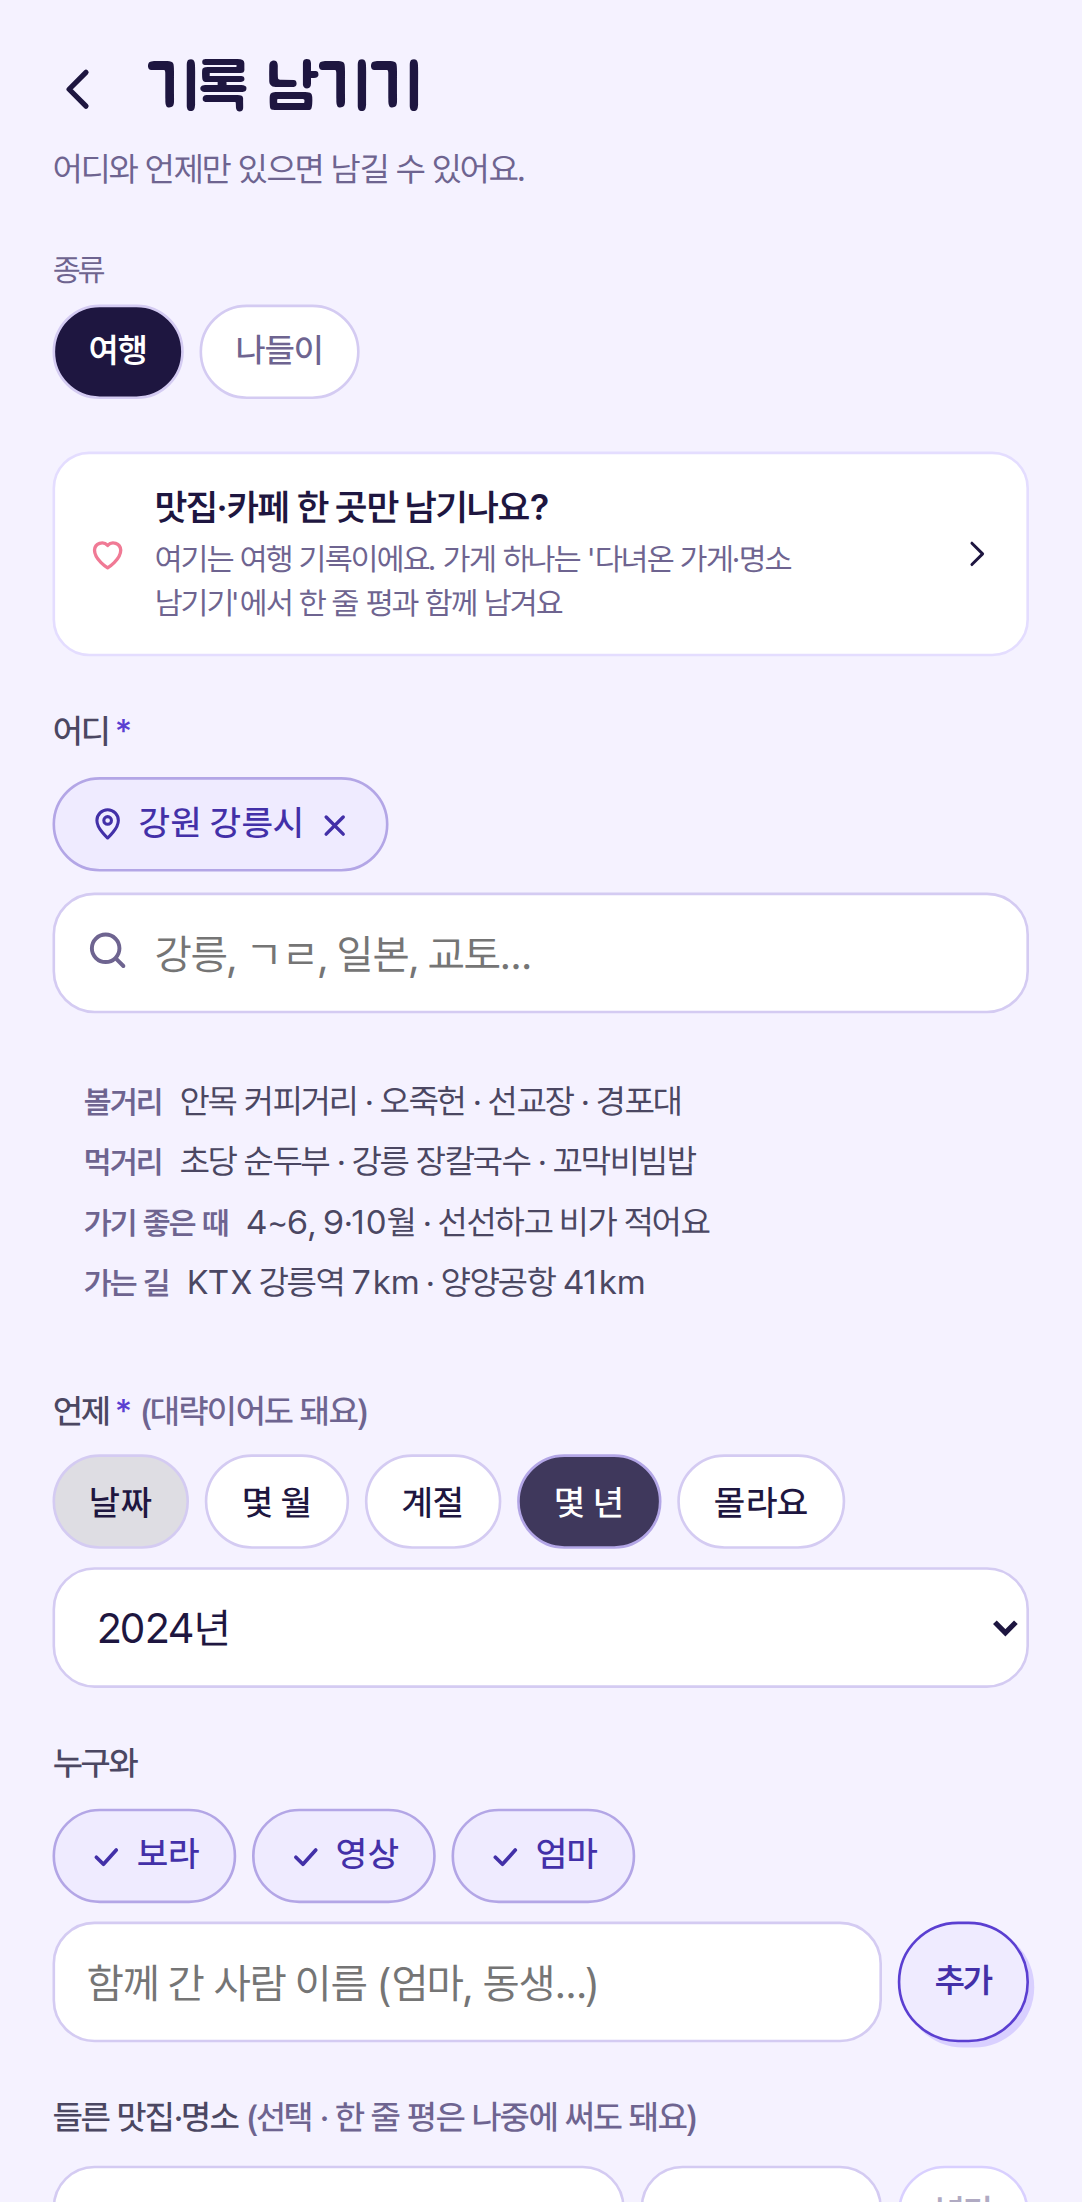 기록 남기기
어디와 언제만 있으면 남길 수 있어요.
종류
여행 나들이
맛집·카페 한 곳만 남기나요?
여기는 여행 기록이에요. 가게 하나는 '다녀온 가게·명소
남기기'에서 한 줄 평과 함께 남겨요
어디 *
강원 강릉시
강릉, ㄱㄹ, 일본, 교토...
볼거리 안목 커피거리 · 오죽헌 · 선교장 · 경포대
먹거리 초당 순두부 · 강릉 장칼국수 · 꼬막비빔밥
가기 좋은 때 4~6, 9·10월 · 선선하고 비가 적어요
가는 길 KTX 강릉역 7km · 양양공항 41km
언제 * (대략이어도 돼요)
날짜 몇 월 계절 몇 년 몰라요
2024년
누구와
보라 영상 엄마
함께 간 사람 이름 (엄마, 동생...)
추가
들른 맛집·명소 (선택 · 한 줄 평은 나중에 써도 돼요)